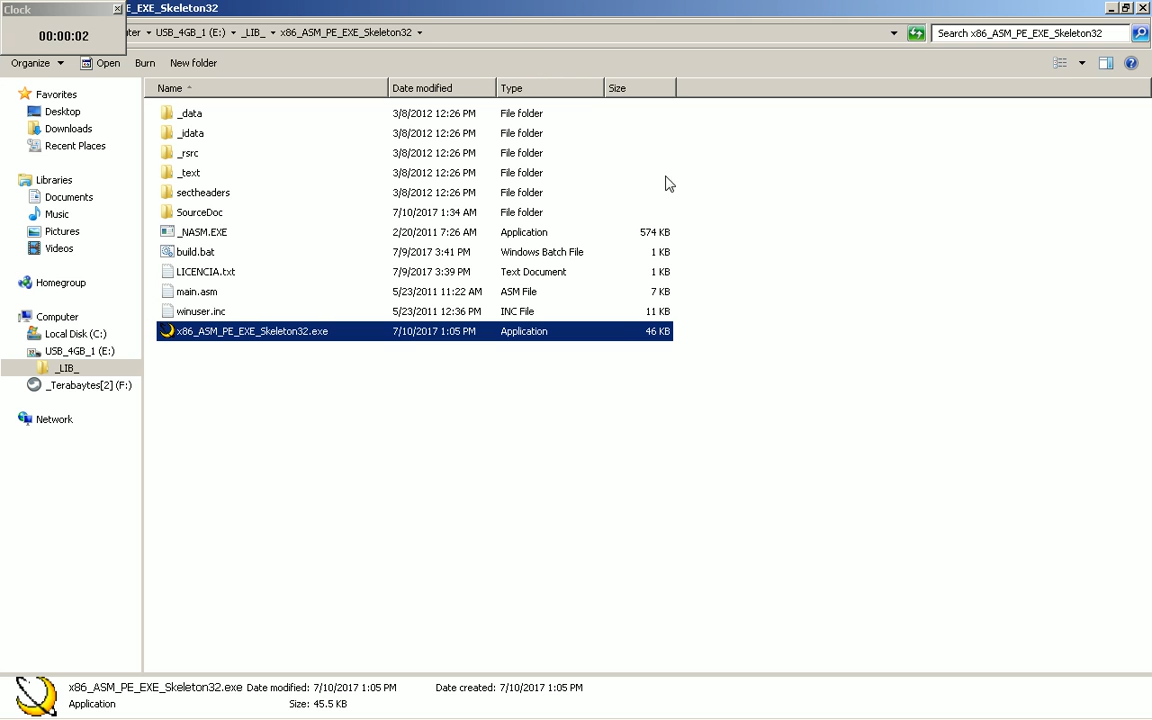 Clock
E_EXE_Skeleton32
00:00:02
uter USB_4GB_1 (E:) _LIB_ x86_ASM_PE_EXE_Skeleton32
Search x86_ASM_PE_EXE_Skeleton32
Organize Open Burn New folder
Name Date modified Type Size
Favorites
Desktop
Downloads
Recent Places
Libraries
Documents
Music
Pictures
Videos
Homegroup
Computer
Local Disk (C:)
USB_4GB_1 (E:)
_LIB_
_Terabaytes[2] (F:)
Network
_data 3/8/2012 12:26 PM File folder
_idata 3/8/2012 12:26 PM File folder
_rsrc 3/8/2012 12:26 PM File folder
_text 3/8/2012 12:26 PM File folder
sectheaders 3/8/2012 12:26 PM File folder
SourceDoc 7/10/2017 1:34 AM File folder
_NASM.EXE 2/20/2011 7:26 AM Application 574 KB
build.bat 7/9/2017 3:41 PM Windows Batch File 1 KB
LICENCIA.txt 7/9/2017 3:39 PM Text Document 1 KB
main.asm 5/23/2011 11:22 AM ASM File 7 KB
winuser.inc 5/23/2011 12:36 PM INC File 11 KB
x86_ASM_PE_EXE_Skeleton32.exe 7/10/2017 1:05 PM Application 46 KB
x86_ASM_PE_EXE_Skeleton32.exe Date modified: 7/10/2017 1:05 PM Date created: 7/10/2017 1:05 PM
Application Size: 45.5 KB